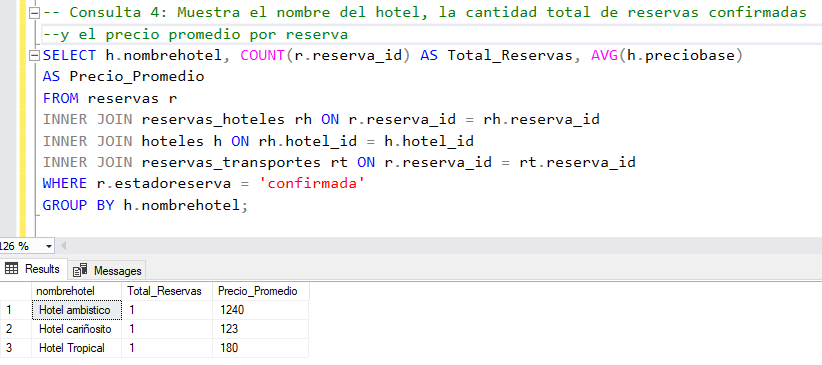 -- Consulta 4: Muestra el nombre del hotel, la cantidad total de reservas confirmadas
--y el precio promedio por reserva
SELECT h.nombrehotel, COUNT(r.reserva_id) AS Total_Reservas, AVG(h.preciobase)
AS Precio_Promedio
FROM reservas r
INNER JOIN reservas_hoteles rh ON r.reserva_id = rh.reserva_id
INNER JOIN hoteles h ON rh.hotel_id = h.hotel_id
INNER JOIN reservas_transportes rt ON r.reserva_id = rt.reserva_id
WHERE r.estadoreserva = 'confirmada'
GROUP BY h.nombrehotel;
126 %
Results Messages
nombrehotel Total_Reservas Precio_Promedio
1 Hotel ambistico 1 1240
2 Hotel cariñosito 1 123
3 Hotel Tropical 1 180